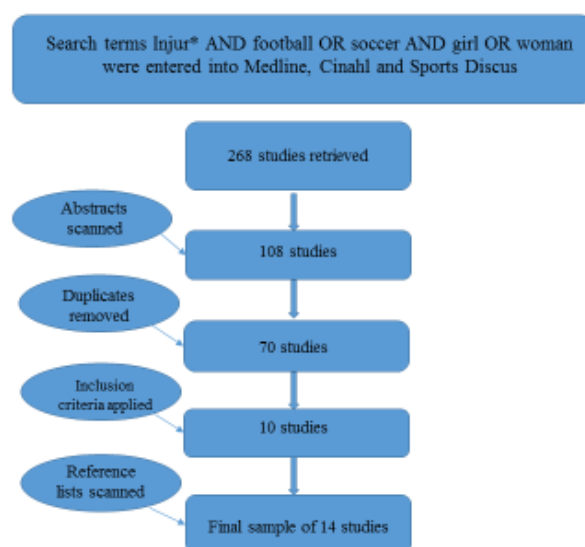 Search terms Injur* AND football OR soccer AND girl OR woman
were entered into Medline, Cinahl and Sports Discus
268 studies retrieved
Abstracts
scanned
108 studies
Duplicates
removed
70 studies
Inclusion
criteria applied
10 studies
Reference
lists scanned
Final sample of 14 studies